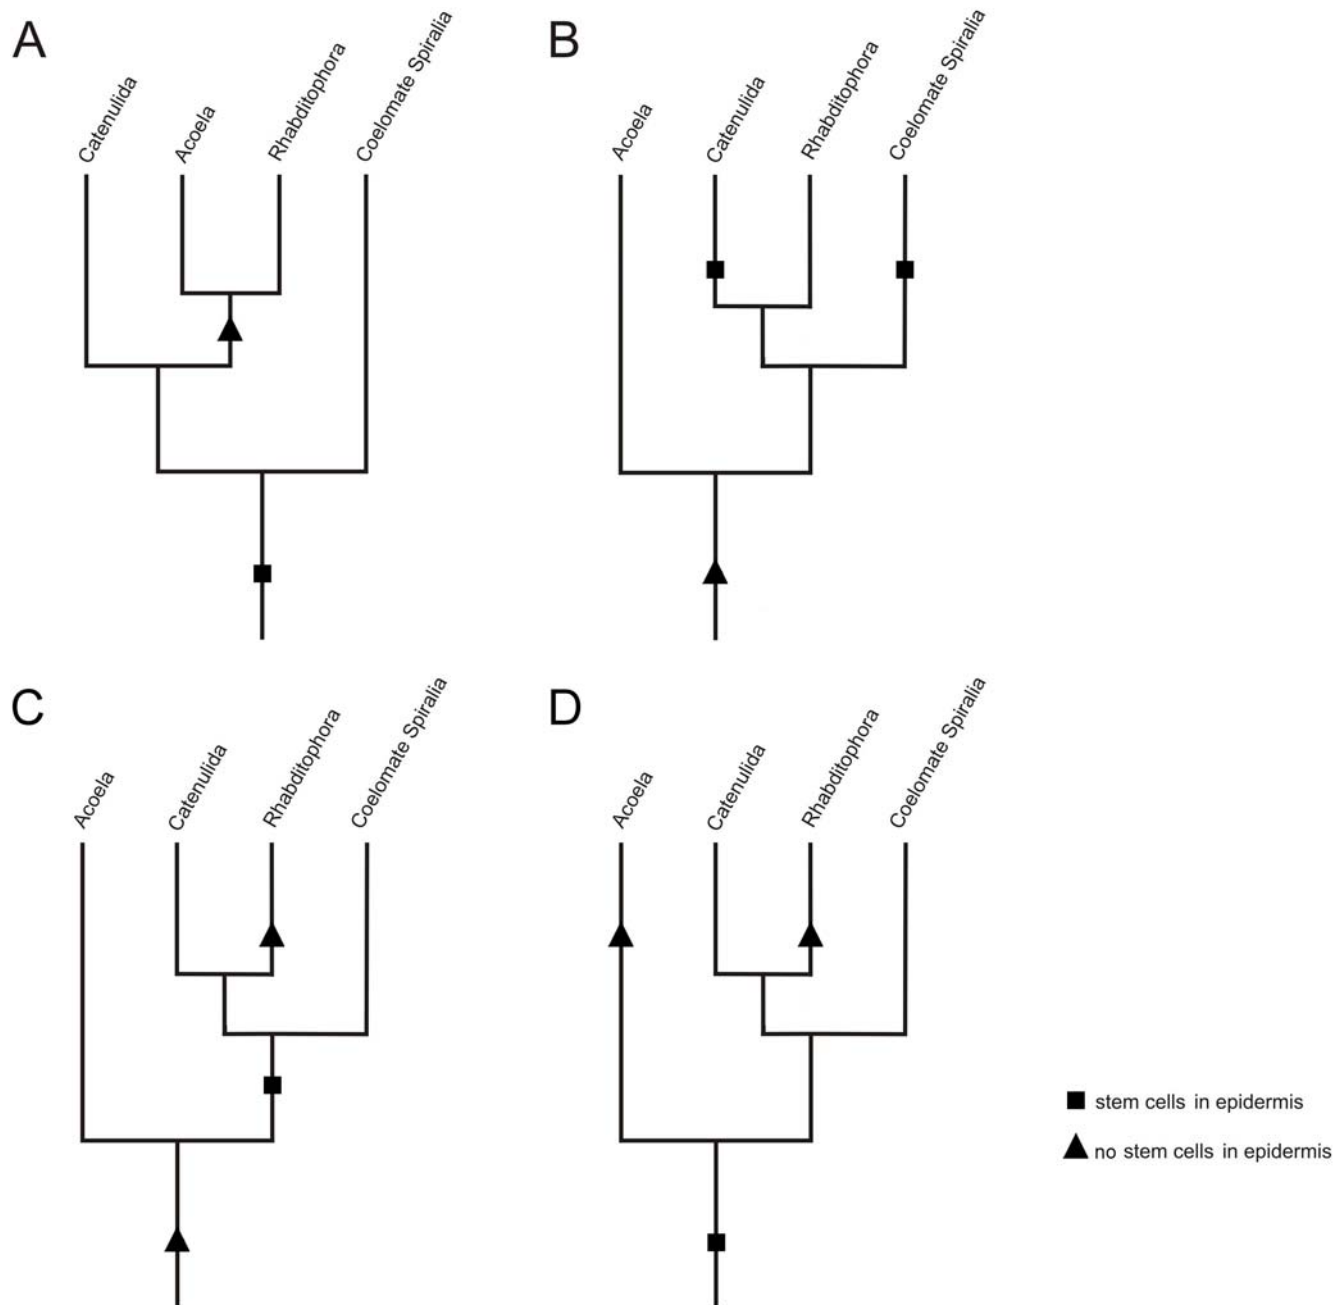 A
Catenulida
Acoela
Rhabditophora
Coelomate Spiralia
B
Acoela
Catenulida
Rhabditophora
Coelomate Spiralia
C
Acoela
Catenulida
Rhabditophora
Coelomate Spiralia
D
Acoela
Catenulida
Rhabditophora
Coelomate Spiralia
stem cells in epidermis
no stem cells in epidermis